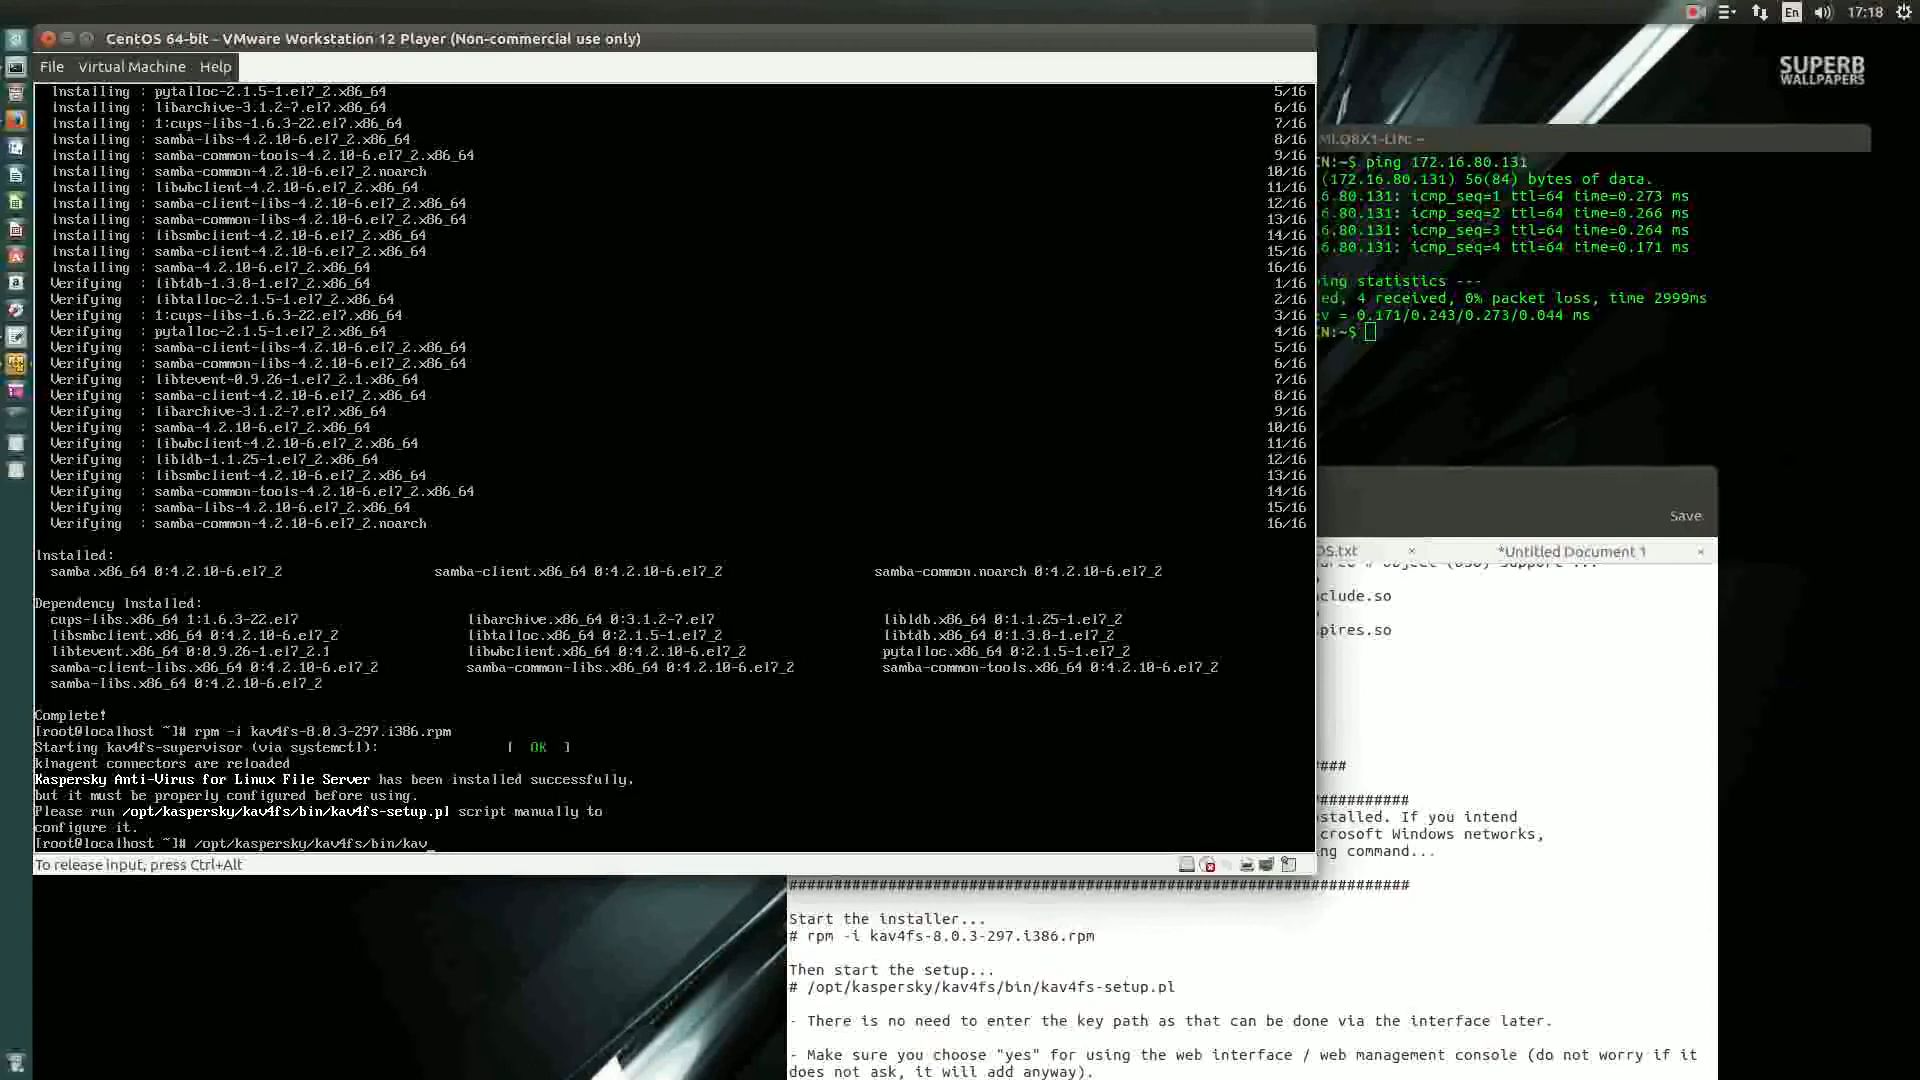 17:18
En
CentOS 64-bit - VMware Workstation 12 Player (Non-commercial use only)
File Virtual Machine Help
SUPERB
WALLPAPERS
Installing : pytalloc-2.1.5-1.el7_2.x86_64 5/16
Installing : libarchive-3.1.2-7.el7.x86_64 6/16
Installing : 1:cups-libs-1.6.3-22.el7.x86_64 7/16
Installing : samba-libs-4.2.10-6.el7_2.x86_64 8/16
Installing : samba-common-tools-4.2.10-6.el7_2.x86_64 9/16
Installing : samba-common-4.2.10-6.el7_2.noarch 10/16
Installing : libwbclient-4.2.10-6.el7_2.x86_64 11/16
Installing : samba-client-libs-4.2.10-6.el7_2.x86_64 12/16
Installing : samba-common-libs-4.2.10-6.el7_2.x86_64 13/16
Installing : libsmbclient-4.2.10-6.el7_2.x86_64 14/16
Installing : samba-client-4.2.10-6.el7_2.x86_64 15/16
Installing : samba-4.2.10-6.el7_2.x86_64 16/16
Verifying : libtdb-1.3.8-1.el7_2.x86_64 1/16
Verifying : libtalloc-2.1.5-1.el7_2.x86_64 2/16
Verifying : 1:cups-libs-1.6.3-22.el7.x86_64 3/16
Verifying : pytalloc-2.1.5-1.el7_2.x86_64 4/16
Verifying : samba-client-libs-4.2.10-6.el7_2.x86_64 5/16
Verifying : samba-common-libs-4.2.10-6.el7_2.x86_64 6/16
Verifying : libtevent-0.9.26-1.el7_2.1.x86_64 7/16
Verifying : samba-client-4.2.10-6.el7_2.x86_64 8/16
Verifying : libarchive-3.1.2-7.el7.x86_64 9/16
Verifying : samba-4.2.10-6.el7_2.x86_64 10/16
Verifying : libwbclient-4.2.10-6.el7_2.x86_64 11/16
Verifying : libldb-1.1.25-1.el7_2.x86_64 12/16
Verifying : libsmbclient-4.2.10-6.el7_2.x86_64 13/16
Verifying : samba-common-tools-4.2.10-6.el7_2.x86_64 14/16
Verifying : samba-libs-4.2.10-6.el7_2.x86_64 15/16
Verifying : samba-common-4.2.10-6.el7_2.noarch 16/16
Installed:
samba.x86_64 0:4.2.10-6.el7_2 samba-client.x86_64 0:4.2.10-6.el7_2 samba-common.noarch 0:4.2.10-6.el7_2
Dependency Installed:
cups-libs.x86_64 1:1.6.3-22.el7 libarchive.x86_64 0:3.1.2-7.el7 libldb.x86_64 0:1.1.25-1.el7_2
libsmbclient.x86_64 0:4.2.10-6.el7_2 libtalloc.x86_64 0:2.1.5-1.el7_2 libtdb.x86_64 0:1.3.8-1.el7_2
libtevent.x86_64 0:0.9.26-1.el7_2.1 libwbclient.x86_64 0:4.2.10-6.el7_2 pytalloc.x86_64 0:2.1.5-1.el7_2
samba-client-libs.x86_64 0:4.2.10-6.el7_2 samba-common-libs.x86_64 0:4.2.10-6.el7_2 samba-common-tools.x86_64 0:4.2.10-6.el7_2
samba-libs.x86_64 0:4.2.10-6.el7_2
Complete!
[root@localhost ~]# rpm -i kav4fs-8.0.3-297.i386.rpm
Starting kav4fs-supervisor (via systemctl): [ OK ]
klnagent connectors are reloaded
Kaspersky Anti-Virus for Linux File Server has been installed successfully,
but it must be properly configured before using.
Please run /opt/kaspersky/kav4fs/bin/kav4fs-setup.pl script manually to
configure it.
[root@localhost ~]# /opt/kaspersky/kav4fs/bin/kav_
To release input, press Ctrl+Alt
MLQ8X1-LIN: ~
N:~$ ping 172.16.80.131
(172.16.80.131) 56(84) bytes of data.
6.80.131: icmp_seq=1 ttl=64 time=0.273 ms
6.80.131: icmp_seq=2 ttl=64 time=0.266 ms
6.80.131: icmp_seq=3 ttl=64 time=0.264 ms
6.80.131: icmp_seq=4 ttl=64 time=0.171 ms
ing statistics ---
ed, 4 received, 0% packet loss, time 2999ms
v = 0.171/0.243/0.273/0.044 ms
N:~$
Save
OS.txt × *Untitled Document 1 ×
object (DSO) support ...
clude.so
pires.so
###
##########
stalled. If you intend
crosoft Windows networks,
ng command...
#####################################################################
Start the installer...
# rpm -i kav4fs-8.0.3-297.i386.rpm
Then start the setup...
# /opt/kaspersky/kav4fs/bin/kav4fs-setup.pl
- There is no need to enter the key path as that can be done via the interface later.
- Make sure you choose "yes" for using the web interface / web management console (do not worry if it
does not ask, it will add anyway).